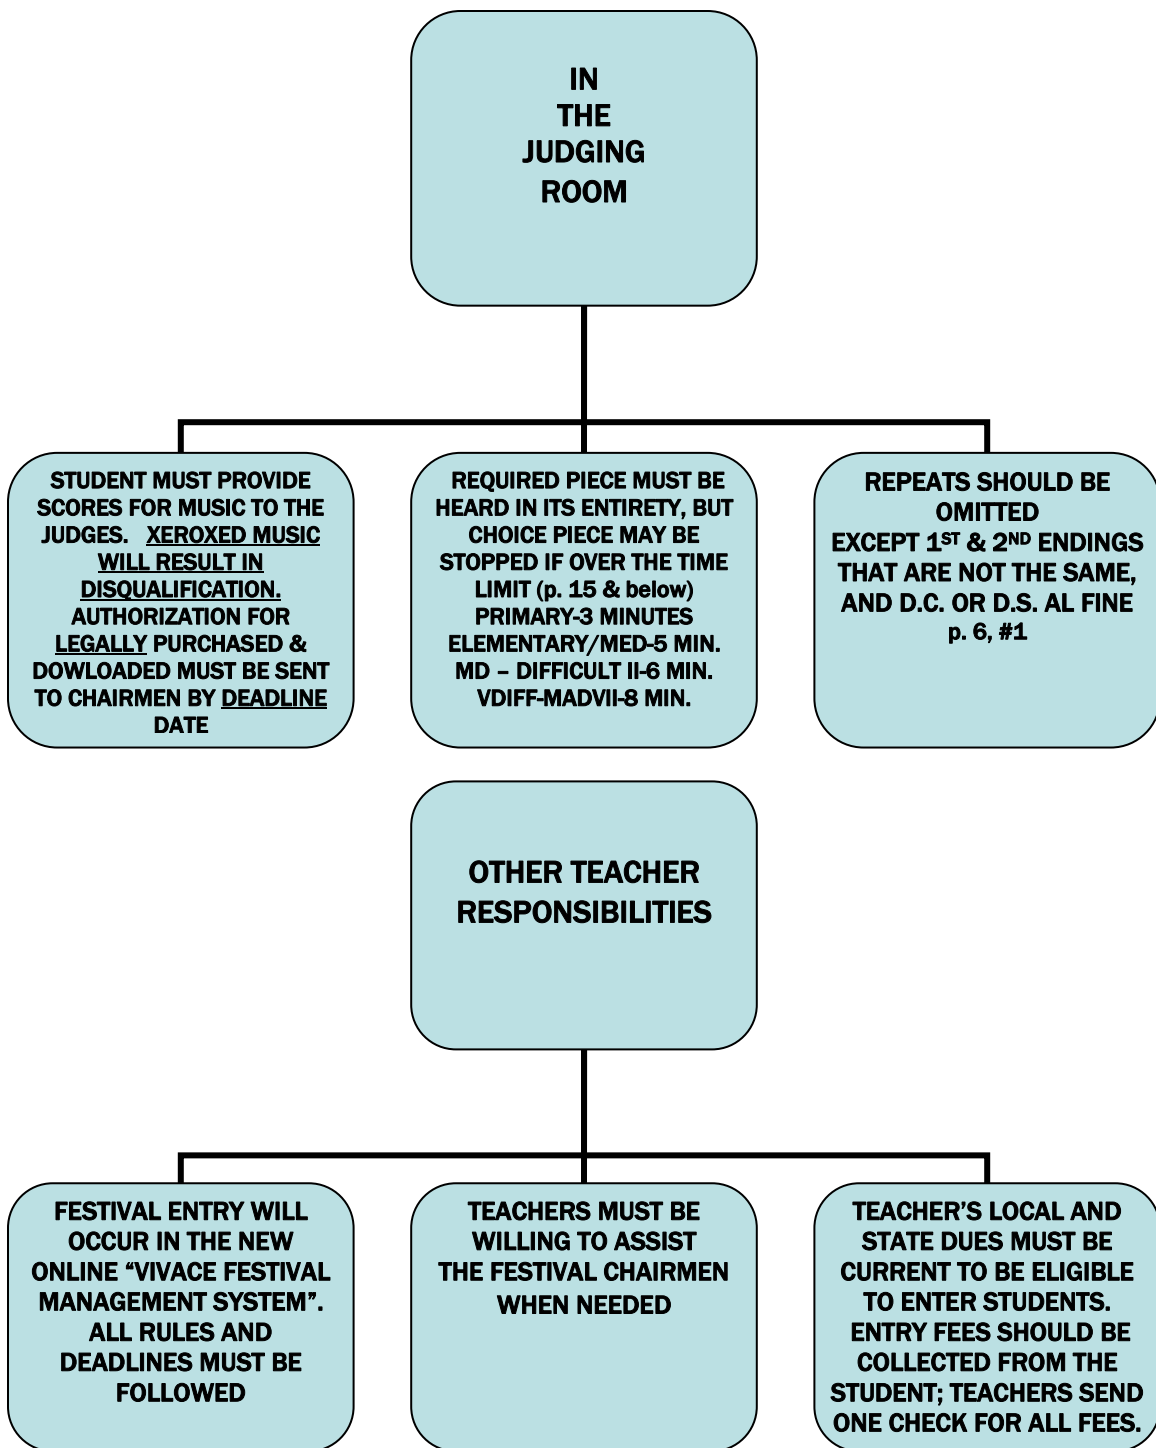 IN
THE
JUDGING
ROOM
STUDENT MUST PROVIDE
SCORES FOR MUSIC TO THE
JUDGES. XEROXED MUSIC
WILL RESULT IN
DISQUALIFICATION.
AUTHORIZATION FOR
LEGALLY PURCHASED &
DOWLOADED MUST BE SENT
TO CHAIRMEN BY DEADLINE
DATE
REQUIRED PIECE MUST BE
HEARD IN ITS ENTIRETY, BUT
CHOICE PIECE MAY BE
STOPPED IF OVER THE TIME
LIMIT (p. 15 & below)
PRIMARY-3 MINUTES
ELEMENTARY/MED-5 MIN.
MD – DIFFICULT II-6 MIN.
VDIFF-MADVII-8 MIN.
REPEATS SHOULD BE
OMITTED
EXCEPT 1ST & 2ND ENDINGS
THAT ARE NOT THE SAME,
AND D.C. OR D.S. AL FINE
p. 6, #1
OTHER TEACHER
RESPONSIBILITIES
FESTIVAL ENTRY WILL
OCCUR IN THE NEW
ONLINE “VIVACE FESTIVAL
MANAGEMENT SYSTEM”.
ALL RULES AND
DEADLINES MUST BE
FOLLOWED
TEACHERS MUST BE
WILLING TO ASSIST
THE FESTIVAL CHAIRMEN
WHEN NEEDED
TEACHER’S LOCAL AND
STATE DUES MUST BE
CURRENT TO BE ELIGIBLE
TO ENTER STUDENTS.
ENTRY FEES SHOULD BE
COLLECTED FROM THE
STUDENT; TEACHERS SEND
ONE CHECK FOR ALL FEES.